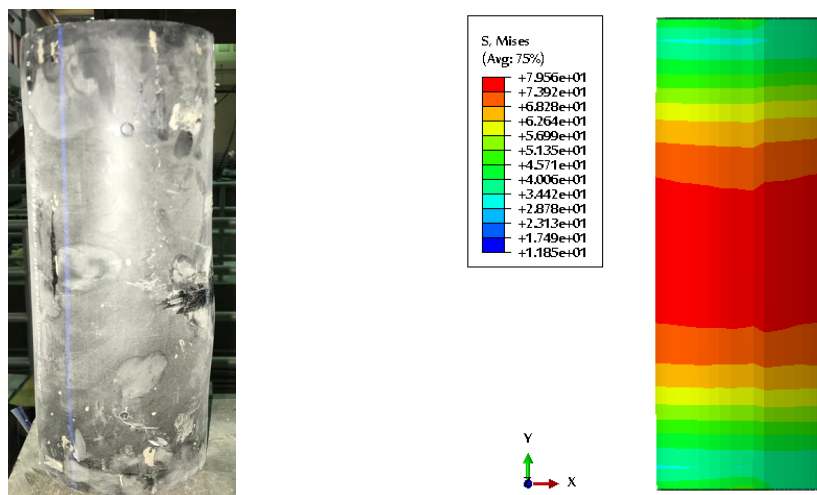 S, Mises
(Avg: 75%)
+7.956e+01
+7.392e+01
+6.828e+01
+6.264e+01
+5.699e+01
+5.135e+01
+4.571e+01
+4.006e+01
+3.442e+01
+2.878e+01
+2.313e+01
+1.749e+01
+1.185e+01
Y
X